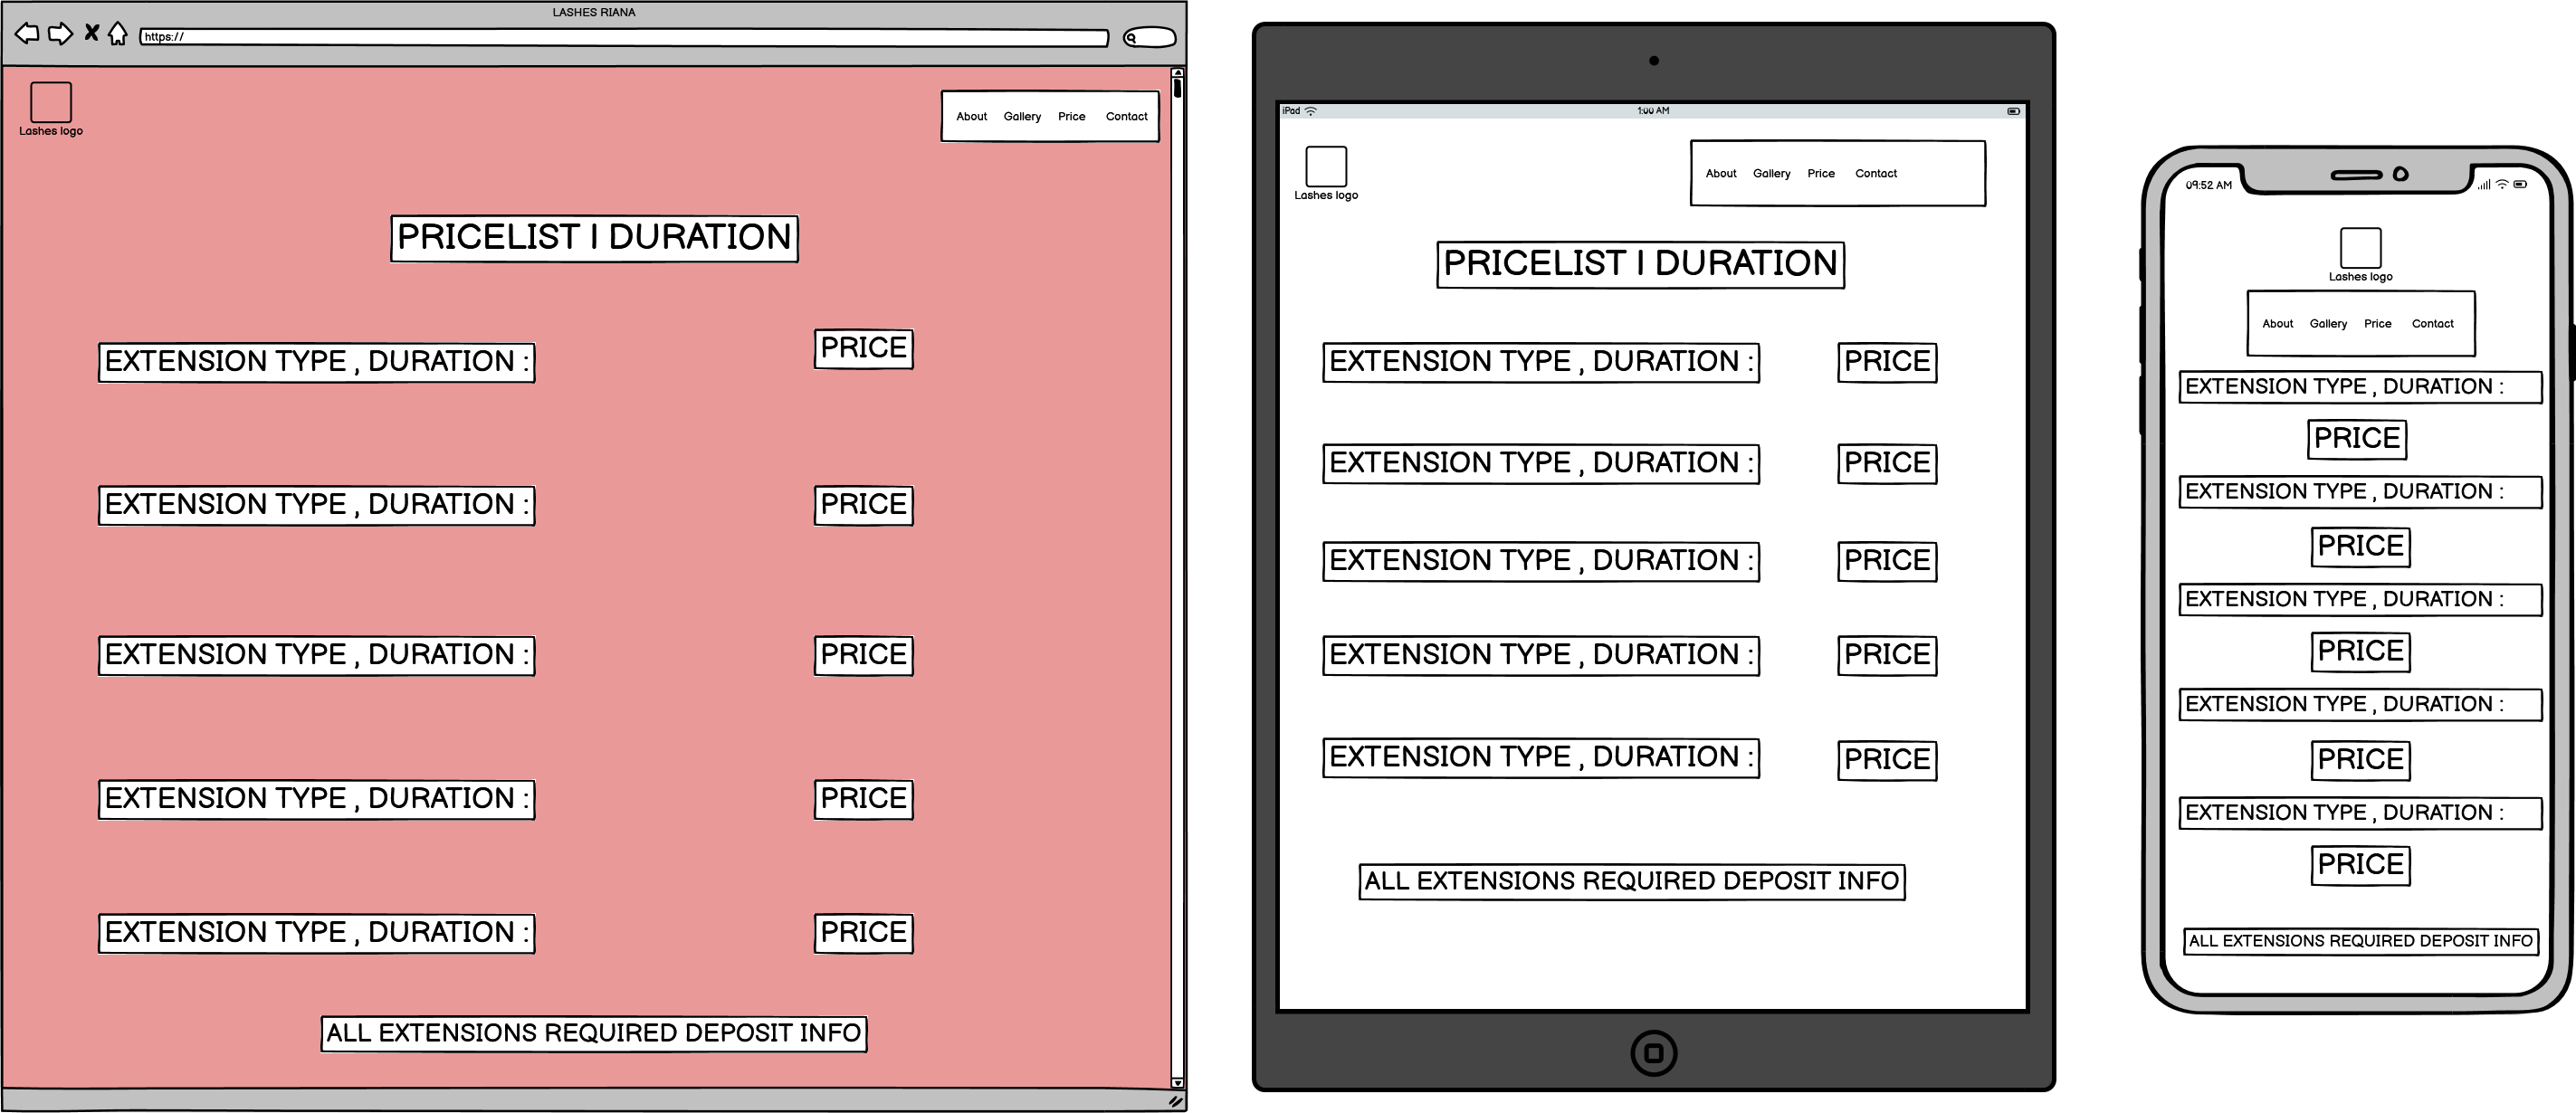 LASHES RIANA
https://
Lashes logo
About Gallery Price Contact
PRICELIST | DURATION
EXTENSION TYPE , DURATION : PRICE
EXTENSION TYPE , DURATION : PRICE
EXTENSION TYPE , DURATION : PRICE
EXTENSION TYPE , DURATION : PRICE
EXTENSION TYPE , DURATION : PRICE
ALL EXTENSIONS REQUIRED DEPOSIT INFO
iPad 1:00 AM
Lashes logo
About Gallery Price Contact
PRICELIST | DURATION
EXTENSION TYPE , DURATION : PRICE
EXTENSION TYPE , DURATION : PRICE
EXTENSION TYPE , DURATION : PRICE
EXTENSION TYPE , DURATION : PRICE
EXTENSION TYPE , DURATION : PRICE
ALL EXTENSIONS REQUIRED DEPOSIT INFO
09:52 AM
Lashes logo
About Gallery Price Contact
EXTENSION TYPE , DURATION :
PRICE
EXTENSION TYPE , DURATION :
PRICE
EXTENSION TYPE , DURATION :
PRICE
EXTENSION TYPE , DURATION :
PRICE
EXTENSION TYPE , DURATION :
PRICE
ALL EXTENSIONS REQUIRED DEPOSIT INFO